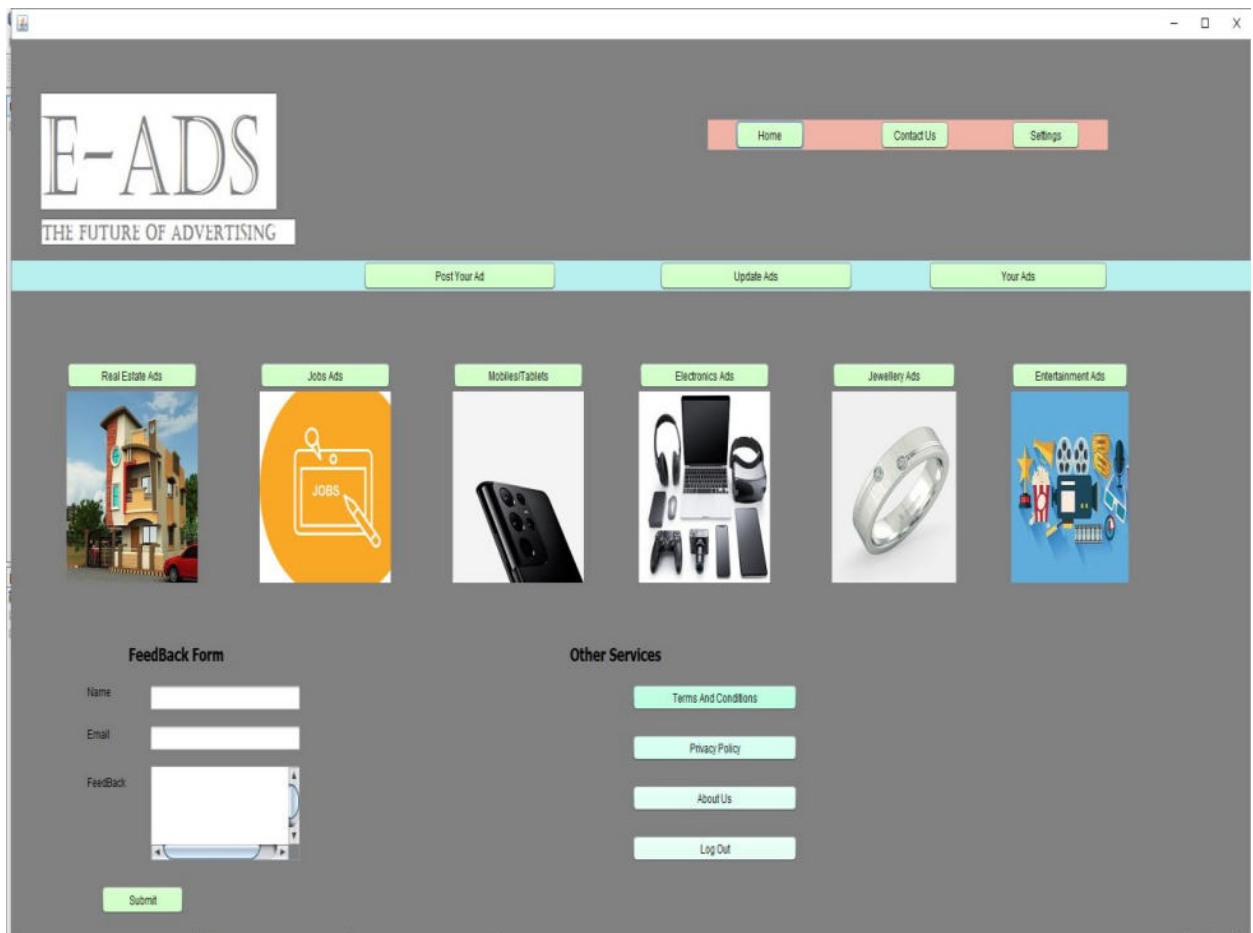 E-ADS
THE FUTURE OF ADVERTISING
Home Contact Us Settings
Post Your Ad Update Ads Your Ads
Real Estate Ads Jobs Ads Mobiles/Tablets Electronics Ads Jewellery Ads Entertainment Ads
JOBS
FeedBack Form
Name
Email
FeedBack
Submit
Other Services
Terms And Conditions
Privacy Policy
About Us
Log Out